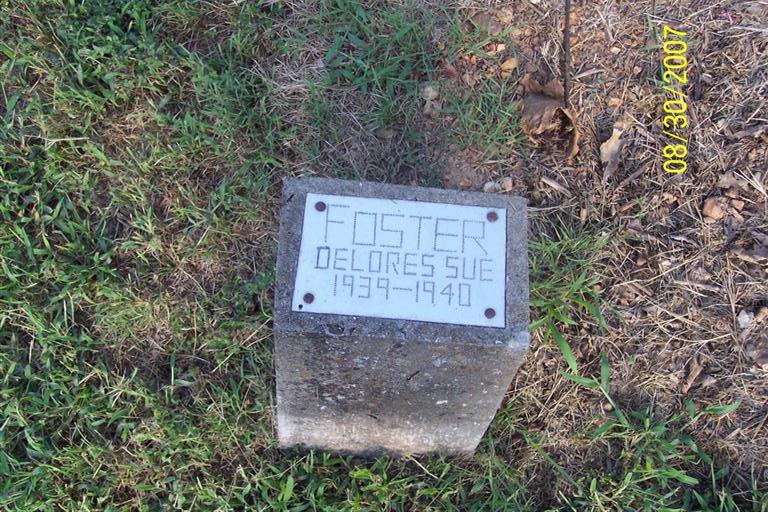 FOSTER
DELORES SUE
1939-1940
08/30/2007